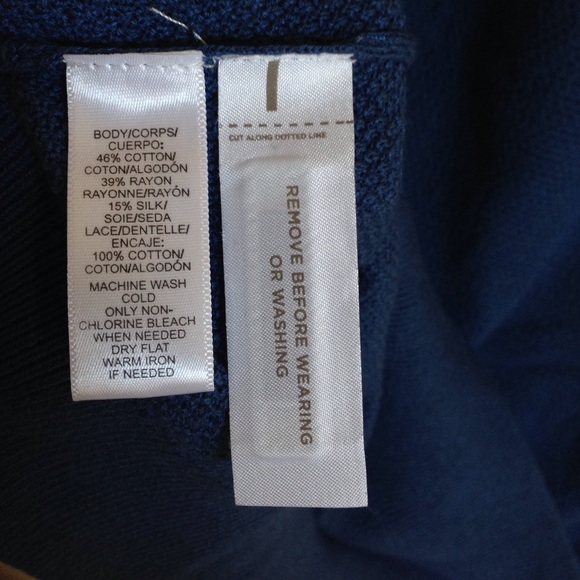 BODY/CORPS/
CUERPO:
46% COTTON/
COTON/ALGODÓN
39% RAYON
RAYONNE/RAYÓN
15% SILK/
SOIE/SEDA
LACE/DENTELLE/
ENCAJE:
100% COTTON/
COTON/ALGODÓN
MACHINE WASH
COLD
ONLY NON-
CHLORINE BLEACH
WHEN NEEDED
DRY FLAT
WARM IRON
IF NEEDED
CUT ALONG DOTTED LINE
REMOVE BEFORE WEARING
OR WASHING